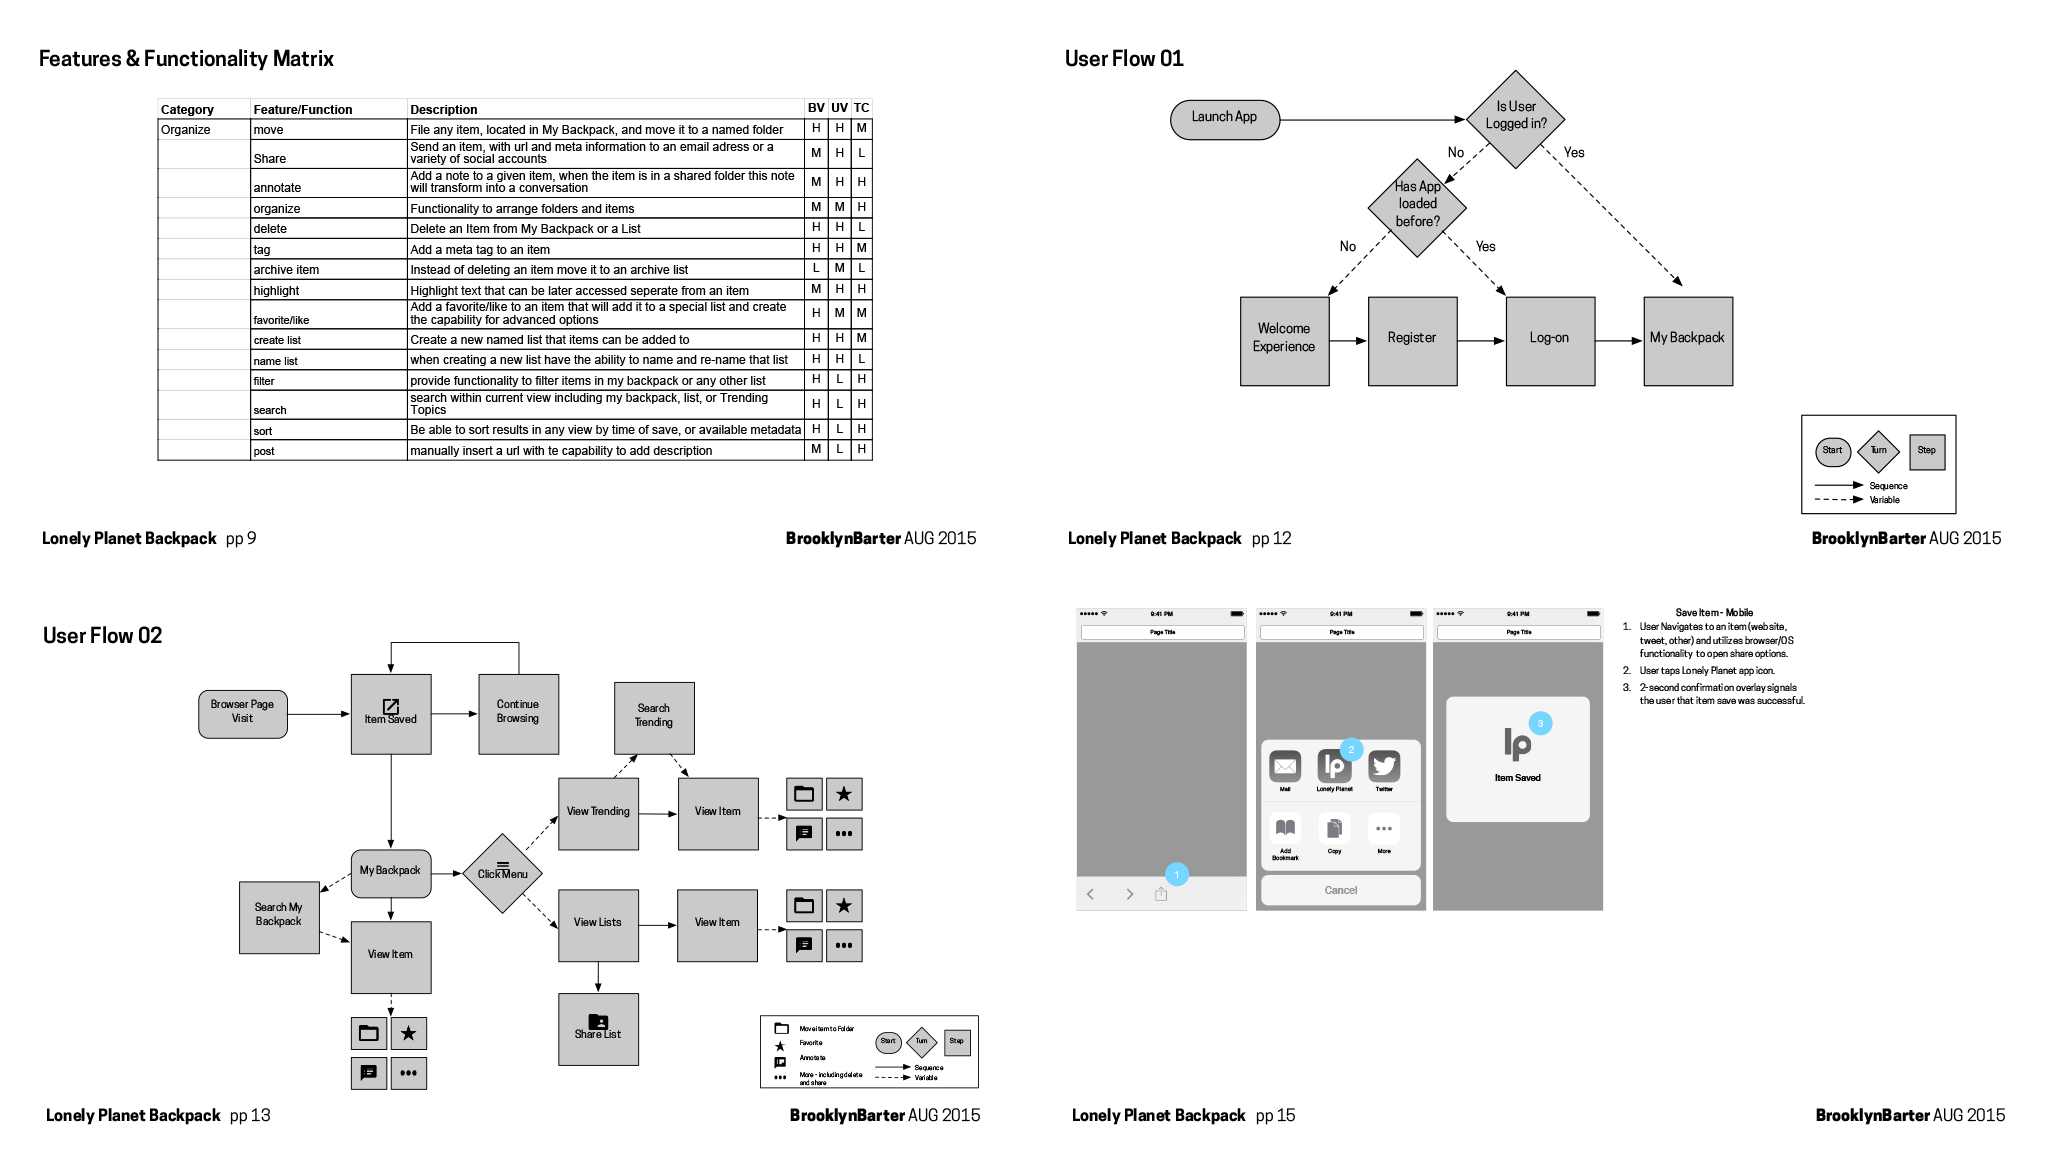 Features & Functionality Matrix
Category Feature/Function Description BV UV TC
Organize move File any item, located in My Backpack, and move it to a named folder H H M
Share Send an item, with url and meta information to an email adress or a
variety of social accounts M H L
annotate Add a note to a given item, when the item is in a shared folder this note
will transform into a conversation M H H
organize Functionality to arrange folders and items M M H
delete Delete an Item from My Backpack or a List H H L
tag Add a meta tag to an item H H M
archive item Instead of deleting an item move it to an archive list L M L
highlight Highlight text that can be later accessed seperate from an item M H H
favorite/like Add a favorite/like to an item that will add it to a special list and create
the capability for advanced options H M M
create list Create a new named list that items can be added to H H M
name list when creating a new list have the ability to name and re-name that list H H L
filter provide functionality to filter items in my backpack or any other list H L H
search search within current view including my backpack, list, or Trending
Topics H L H
sort Be able to sort results in any view by time of save, or available metadata H L H
post manually insert a url with te capability to add description M L H
Lonely Planet Backpack pp 9
BrooklynBarter AUG 2015
User Flow 01
Launch App
Is User
Logged in?
No
Yes
Has App
loaded
before?
No
Yes
Welcome
Experience
Register
Log-on
My Backpack
Start
Turn
Step
Sequence
Variable
Lonely Planet Backpack pp 12
BrooklynBarter AUG 2015
User Flow 02
Browser Page
Visit
Item Saved
Continue
Browsing
Search
Trending
View Trending
View Item
My Backpack
Click Menu
Search My
Backpack
View Item
View Lists
View Item
Share List
Move item to Folder
Favorite
Annotate
More - including delete
and share
Start
Turn
Step
Sequence
Variable
Lonely Planet Backpack pp 13
BrooklynBarter AUG 2015
9:41 PM
Page Title
1
9:41 PM
Page Title
2
lp
Mail
Lonely Planet
Twitter
Add
Bookmark
Copy
More
Cancel
9:41 PM
Page Title
3
lp
Item Saved
Save Item - Mobile
1. User Navigates to an item (web site,
tweet, other) and utilizes browser/OS
functionality to open share options.
2. User taps Lonely Planet app icon.
3. 2-second confirmation overlay signals
the user that item save was successful.
Lonely Planet Backpack pp 15
BrooklynBarter AUG 2015